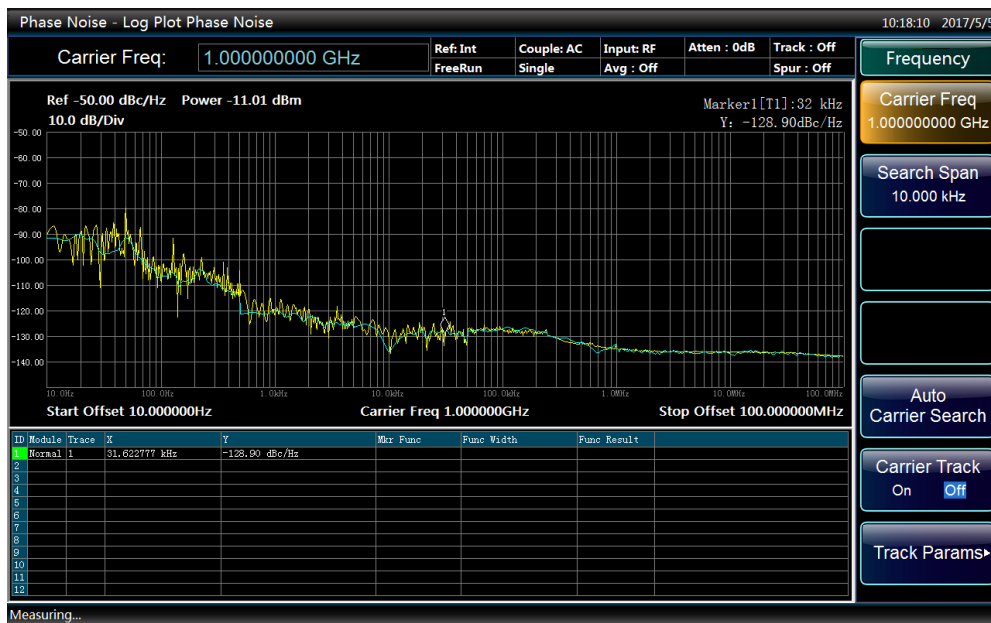 Phase Noise - Log Plot Phase Noise
10:18:10 2017/5/5
Carrier Freq: 1.000000000 GHz
Ref: Int Couple: AC Input: RF Atten : 0dB Track : Off
FreeRun Single Avg : Off Spur : Off
Frequency
Ref -50.00 dBc/Hz Power -11.01 dBm
10.0 dB/Div
Marker1[T1]:32 kHz
Y: -128.90dBc/Hz
-50.00
-60.00
-70.00
-80.00
-90.00
-100.00
-110.00
-120.00
-130.00
-140.00
1
10.0Hz 100.0Hz 1.0kHz 10.0kHz 100.0kHz 1.0MHz 10.0MHz 100.0MHz
Start Offset 10.000000Hz Carrier Freq 1.000000GHz Stop Offset 100.000000MHz
ID Module Trace X Y Mkr Func Func Width Func Result
1 Normal 1 31.622777 kHz -128.90 dBc/Hz
2
3
4
5
6
7
8
9
10
11
12
Carrier Freq
1.000000000 GHz
Search Span
10.000 kHz
Auto
Carrier Search
Carrier Track
On Off
Track Params
Measuring...